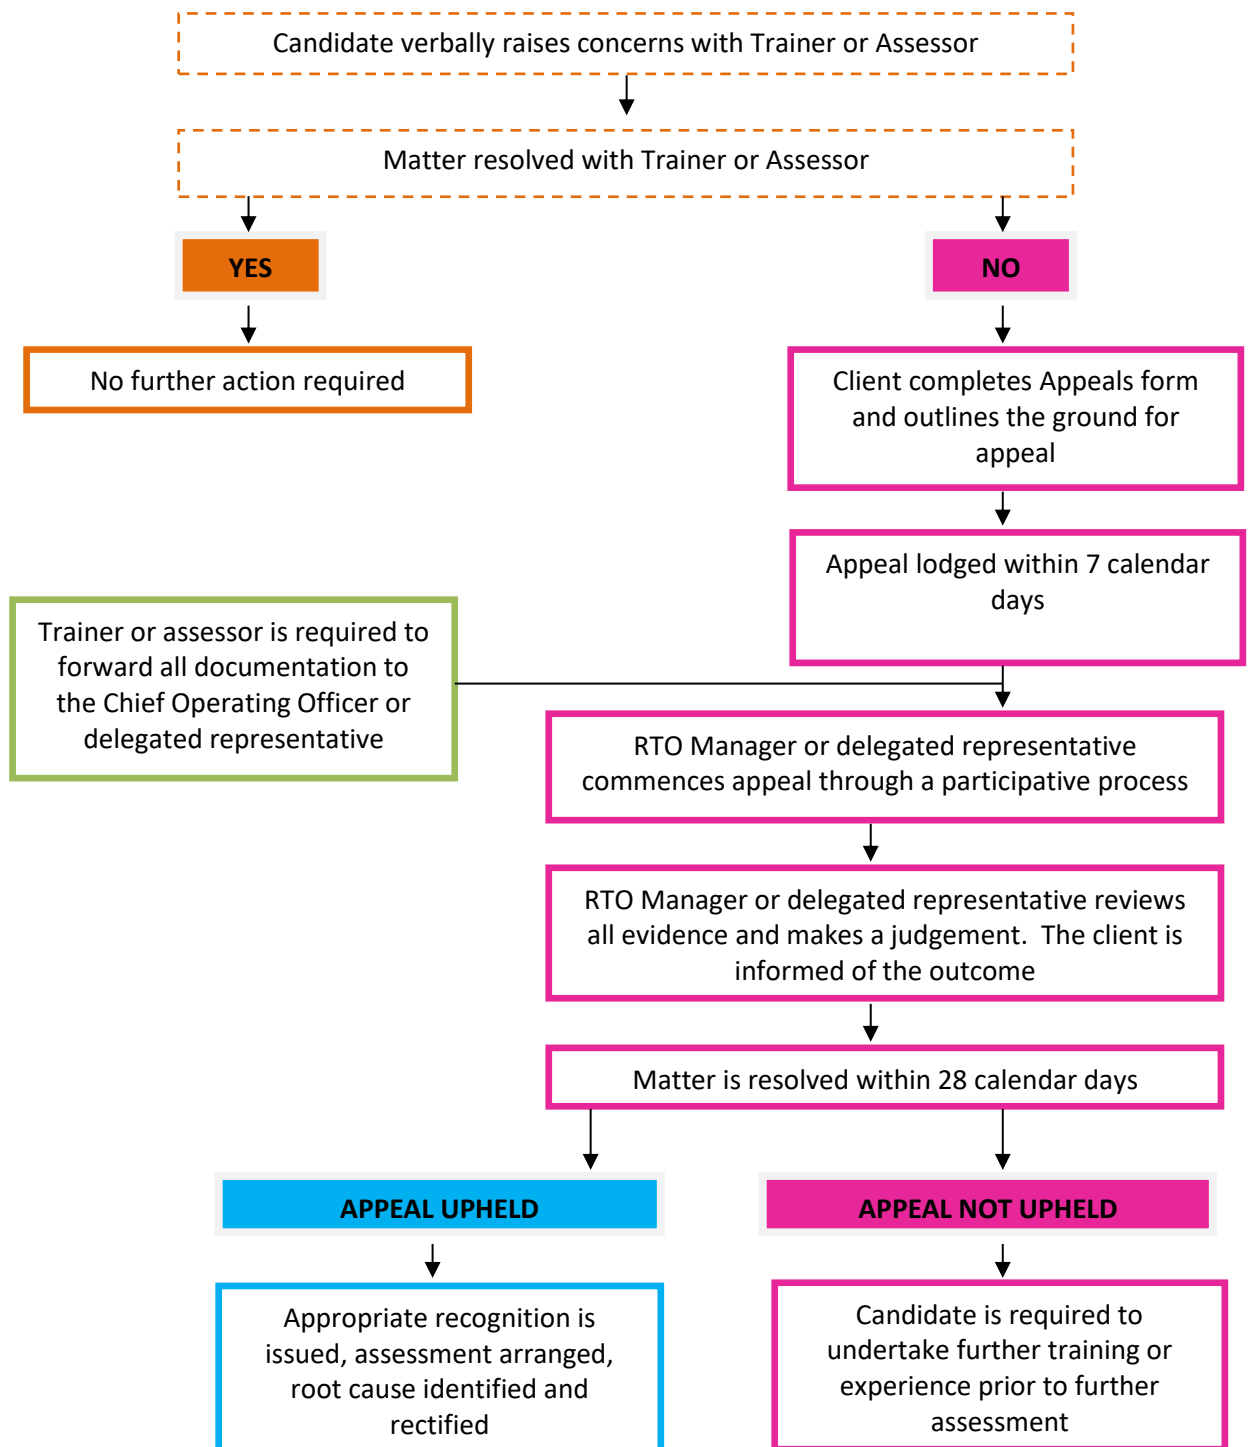 Candidate verbally raises concerns with Trainer or Assessor
Matter resolved with Trainer or Assessor
YES
NO
No further action required
Client completes Appeals form
and outlines the ground for
appeal
Appeal lodged within 7 calendar
days
Trainer or assessor is required to
forward all documentation to
the Chief Operating Officer or
delegated representative
RTO Manager or delegated representative
commences appeal through a participative process
RTO Manager or delegated representative reviews
all evidence and makes a judgement.  The client is
informed of the outcome
Matter is resolved within 28 calendar days
APPEAL UPHELD
APPEAL NOT UPHELD
Appropriate recognition is
issued, assessment arranged,
root cause identified and
rectified
Candidate is required to
undertake further training or
experience prior to further
assessment